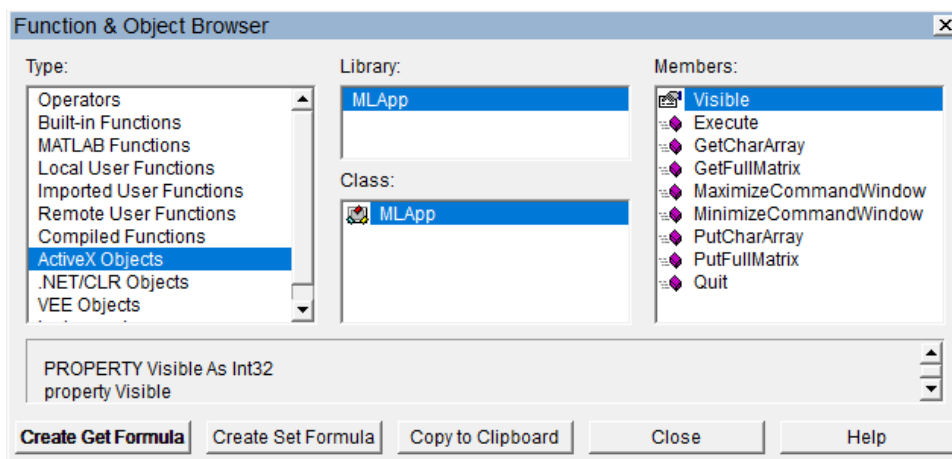 Function & Object Browser
Type:
Operators
Built-in Functions
MATLAB Functions
Local User Functions
Imported User Functions
Remote User Functions
Compiled Functions
ActiveX Objects
.NET/CLR Objects
VEE Objects
Library:
MLApp
Class:
MLApp
Members:
Visible
Execute
GetCharArray
GetFullMatrix
MaximizeCommandWindow
MinimizeCommandWindow
PutCharArray
PutFullMatrix
Quit
PROPERTY Visible As Int32
property Visible
Create Get Formula
Create Set Formula
Copy to Clipboard
Close
Help